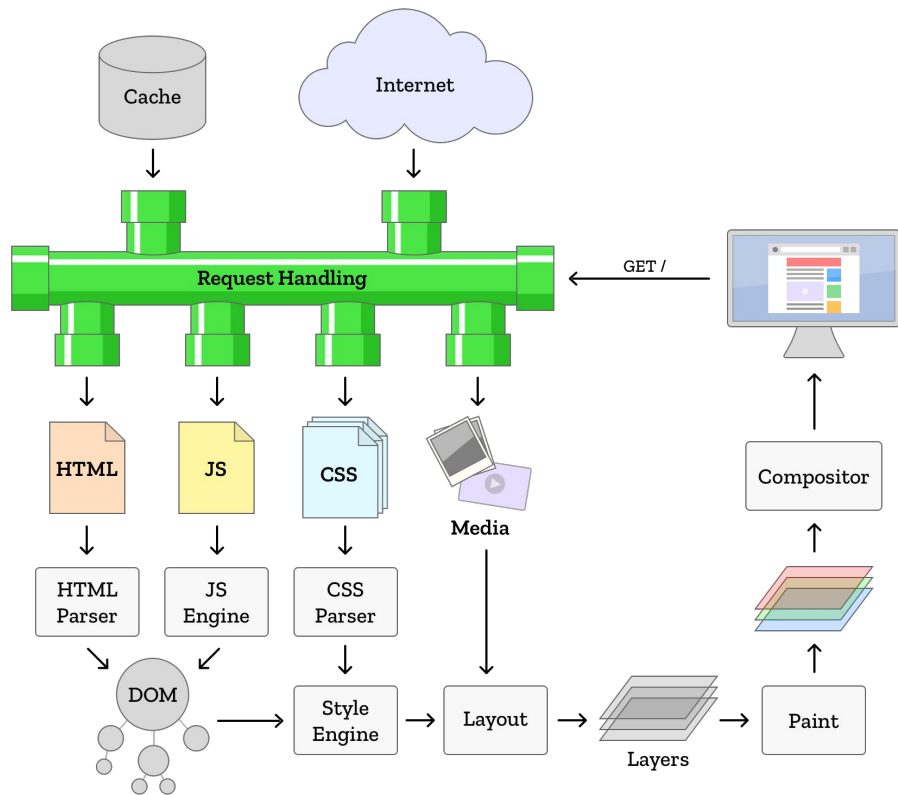 Cache
Internet
Request Handling
GET /
HTML
JS
CSS
Media
Compositor
HTML
Parser
JS
Engine
CSS
Parser
DOM
Style
Engine
Layout
Layers
Paint